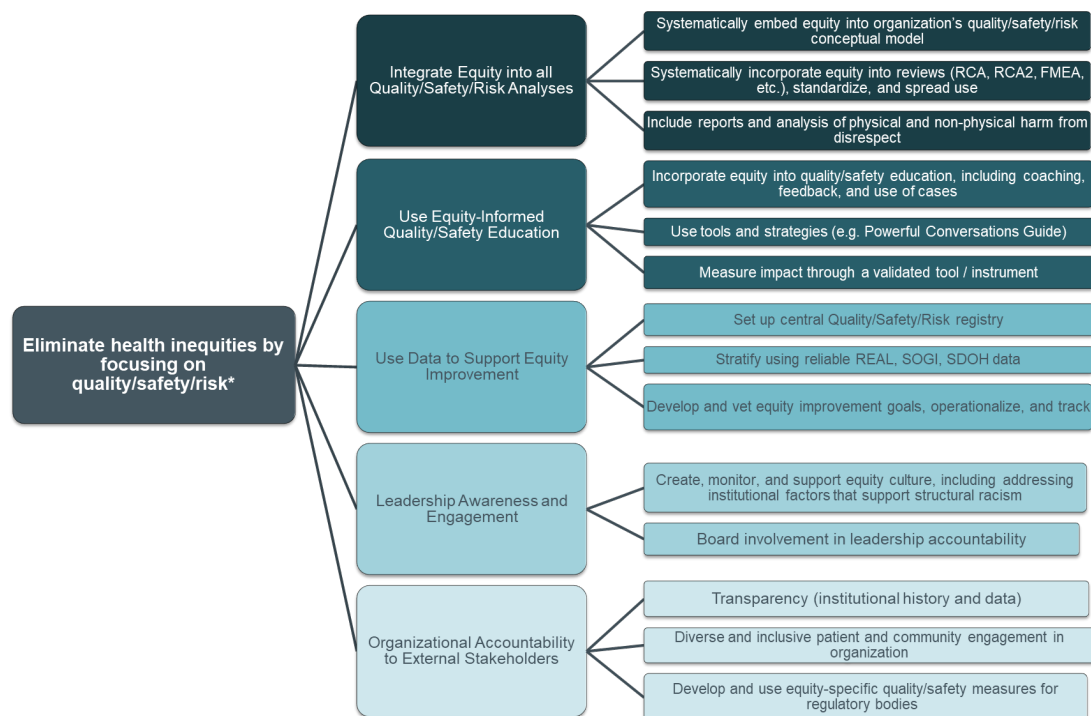 Eliminate health inequities by
focusing on
quality/safety/risk*
Integrate Equity into all
Quality/Safety/Risk Analyses
Systematically embed equity into organization's quality/safety/risk
conceptual model
Systematically incorporate equity into reviews (RCA, RCA2, FMEA,
etc.), standardize, and spread use
Include reports and analysis of physical and non-physical harm from
disrespect
Use Equity-Informed
Quality/Safety Education
Incorporate equity into quality/safety education, including coaching,
feedback, and use of cases
Use tools and strategies (e.g. Powerful Conversations Guide)
Measure impact through a validated tool / instrument
Use Data to Support Equity
Improvement
Set up central Quality/Safety/Risk registry
Stratify using reliable REAL, SOGI, SDOH data
Develop and vet equity improvement goals, operationalize, and track
Leadership Awareness and
Engagement
Create, monitor, and support equity culture, including addressing
institutional factors that support structural racism
Board involvement in leadership accountability
Organizational Accountability
to External Stakeholders
Transparency (institutional history and data)
Diverse and inclusive patient and community engagement in
organization
Develop and use equity-specific quality/safety measures for
regulatory bodies